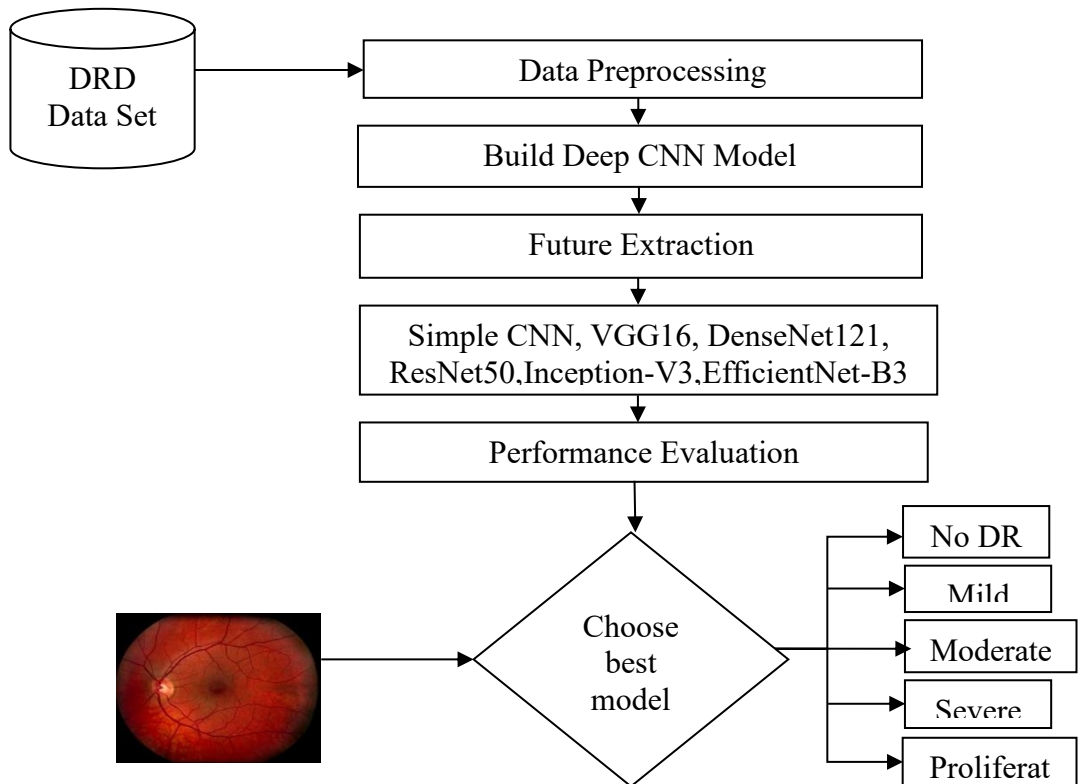 DRD
Data Set
Data Preprocessing
Build Deep CNN Model
Future Extraction
Simple CNN, VGG16, DenseNet121,
ResNet50,Inception-V3,EfficientNet-B3
Performance Evaluation
Choose
best
model
No DR
Mild
Moderate
Severe
Proliferat